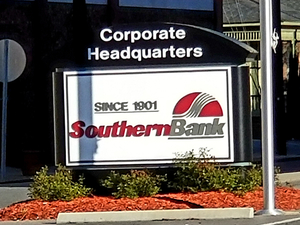 Corporate
Headquarters
SINCE 1901
SouthernBank